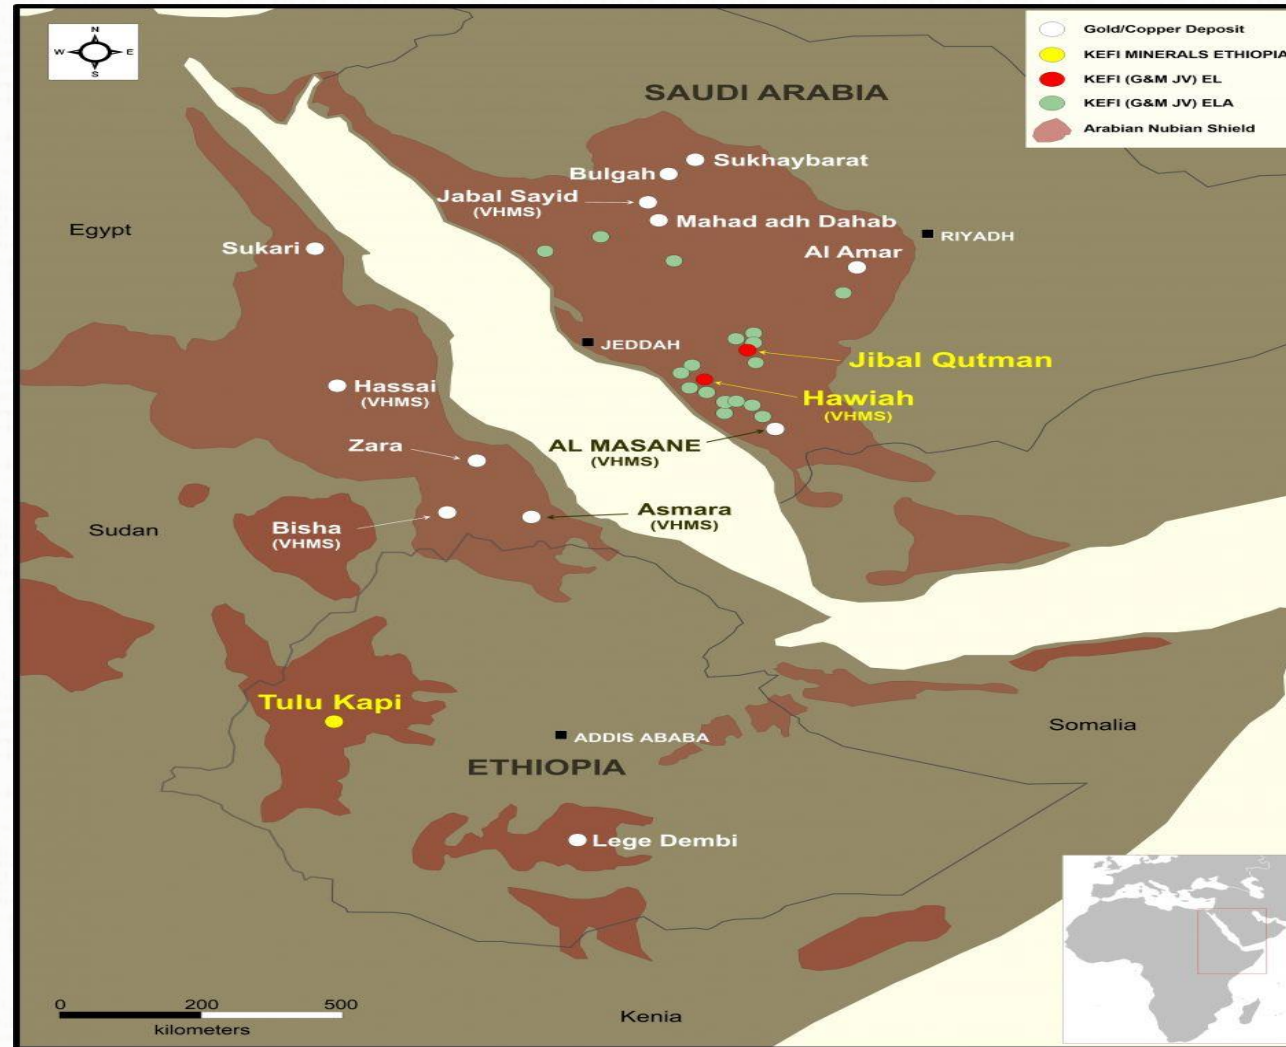 N
W E
S
Gold/Copper Deposit
KEFI MINERALS ETHIOPIA
KEFI (G&M JV) EL
KEFI (G&M JV) ELA
Arabian Nubian Shield
SAUDI ARABIA
Sukhaybarat
Bulgah
Jabal Sayid
(VHMS)
Mahad adh Dahab
Egypt
RIYADH
Sukari
Al Amar
JEDDAH
Jibal Qutman
Hassai
(VHMS)
Hawiah
(VHMS)
Zara
AL MASANE
(VHMS)
Asmara
(VHMS)
Sudan
Bisha
(VHMS)
Tulu Kapi
Somalia
ADDIS ABABA
ETHIOPIA
Lege Dembi
0 200 500
kilometers
Kenia